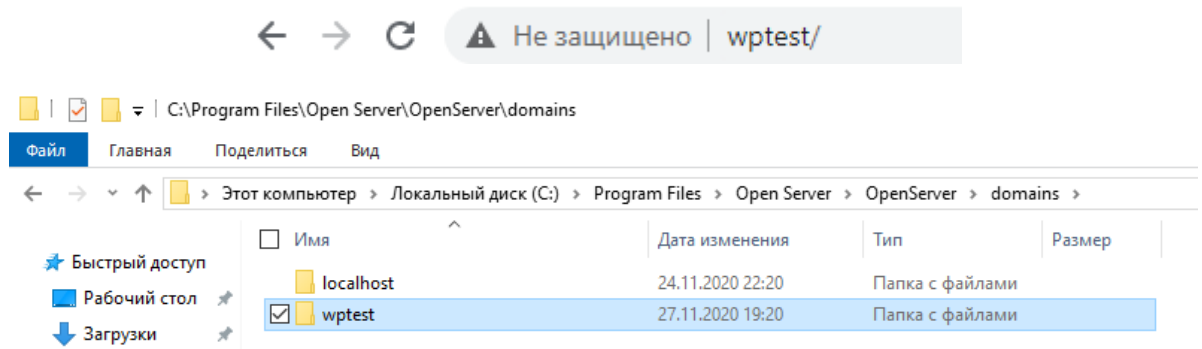 Не защищено | wptest/
C:\Program Files\Open Server\OpenServer\domains
Файл Главная Поделиться Вид
Этот компьютер > Локальный диск (C:) > Program Files > Open Server > OpenServer > domains >
Имя Дата изменения Тип Размер
Быстрый доступ
localhost 24.11.2020 22:20 Папка с файлами
Рабочий стол
wptest 27.11.2020 19:20 Папка с файлами
Загрузки